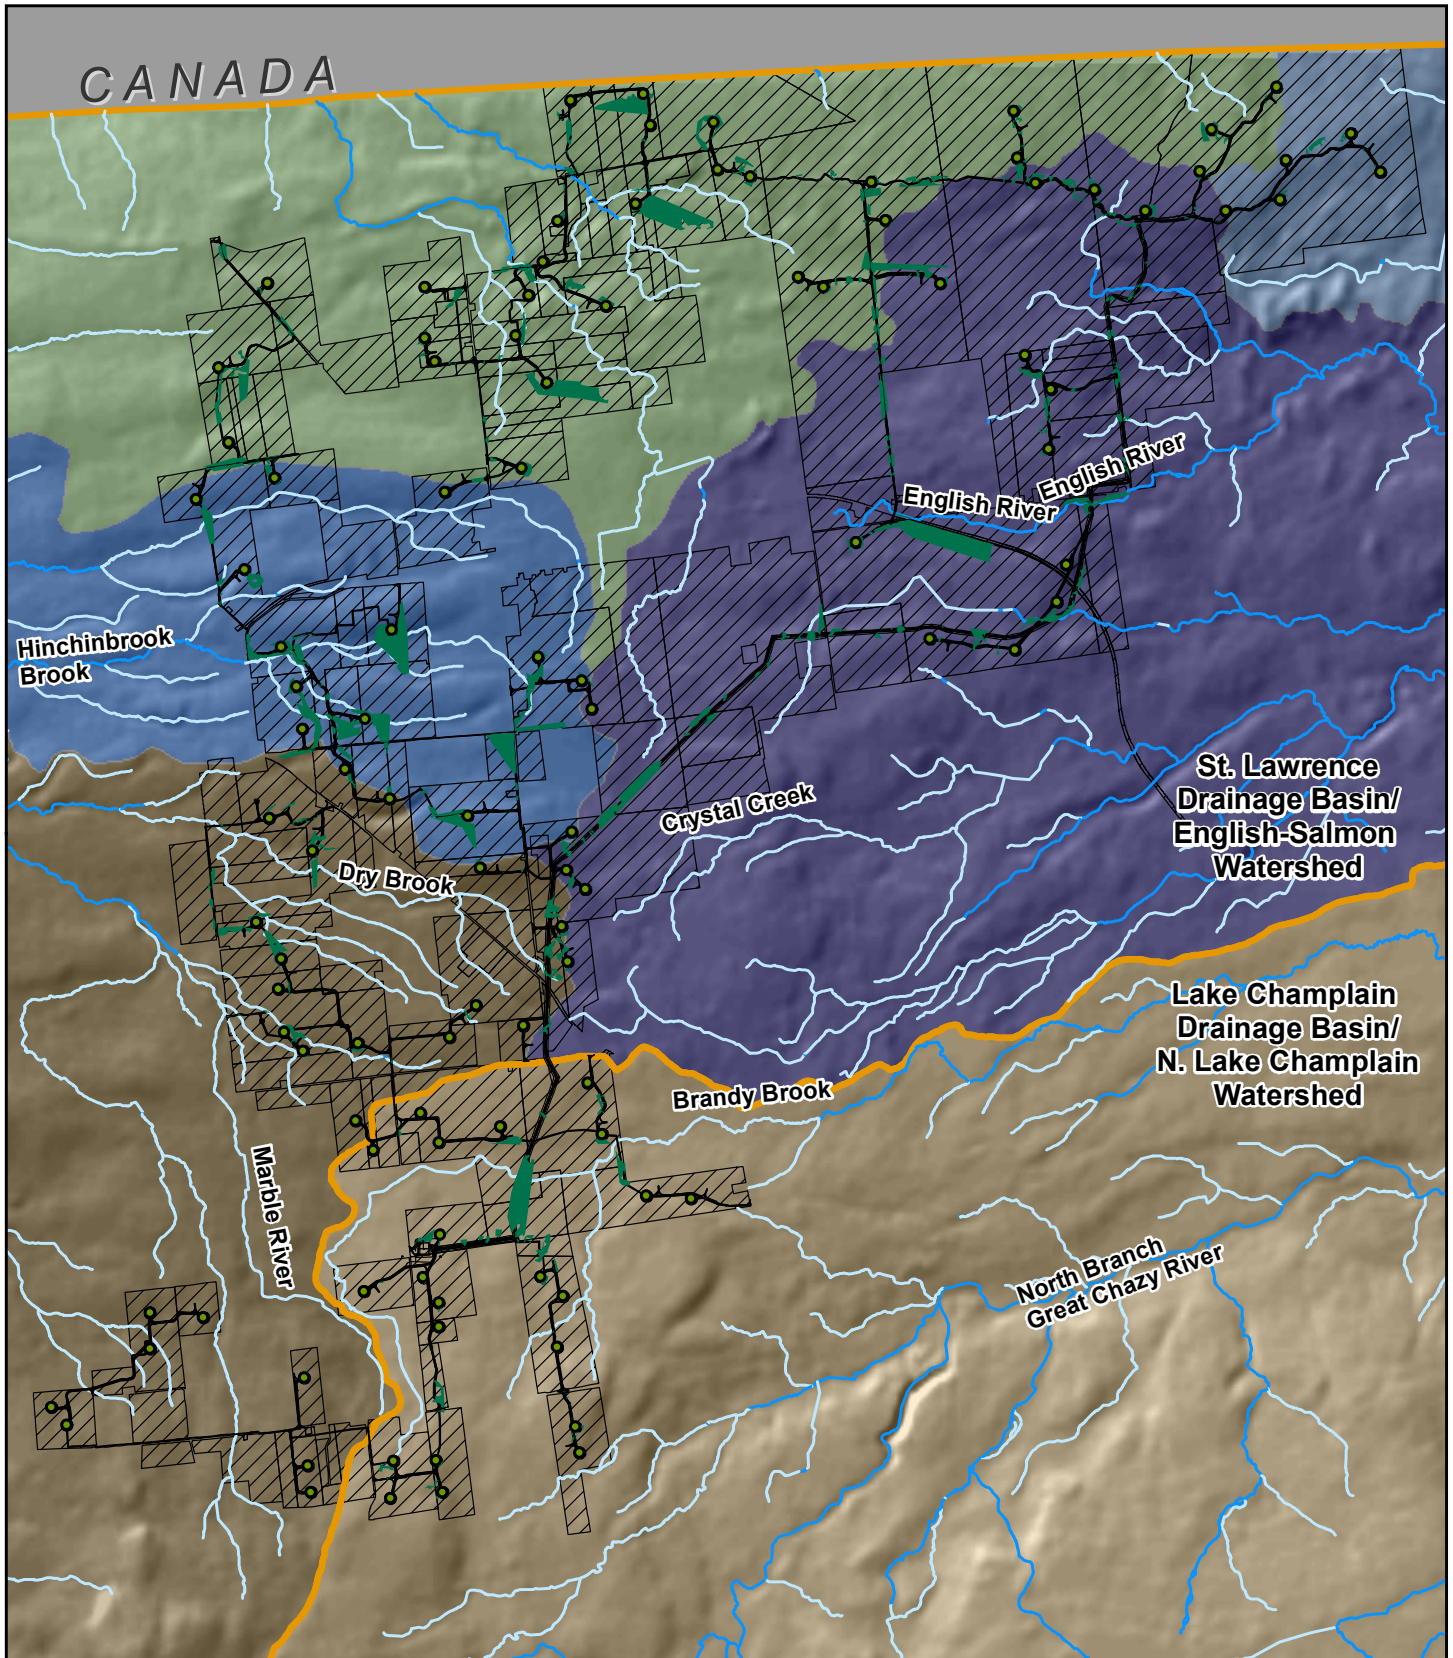 CANADA
English River
English River
Hinchinbrook
Brook
St. Lawrence
Drainage Basin/
English-Salmon
Watershed
Crystal Creek
Dry Brook
Lake Champlain
Drainage Basin/
N. Lake Champlain
Watershed
Brandy Brook
Marble River
North Branch
Great Chazy River